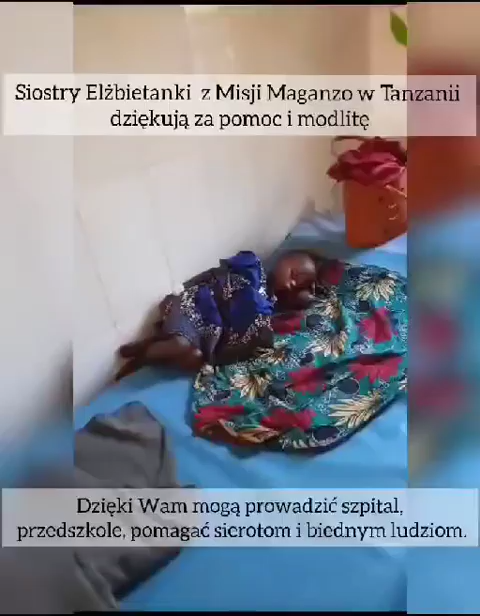 Siostry Elżbietanki z Misji Maganzo w Tanzanii
dziękują za pomoc i modlitę
Dzięki Wam mogą prowadzić szpital,
przedszkole, pomagać sierotom i biednym ludziom.